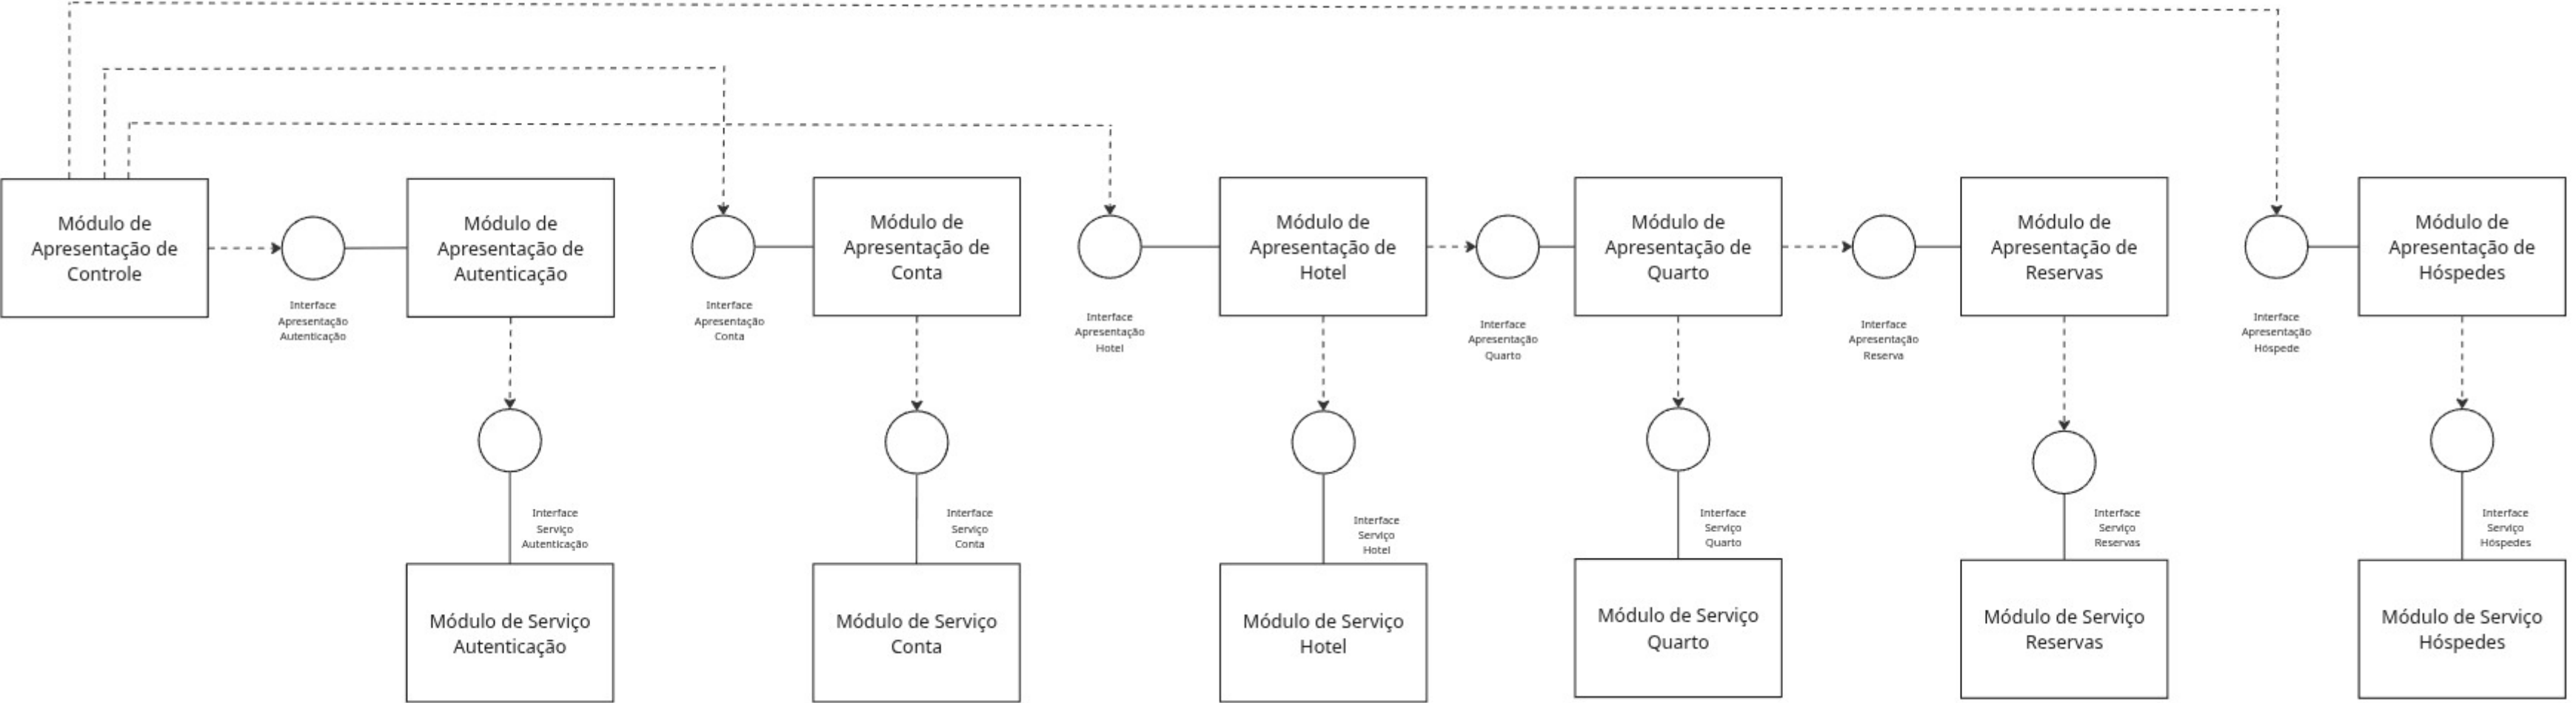 Módulo de
Apresentação de
Controle
Interface
Apresentação
Autenticação
Módulo de
Apresentação de
Autenticação
Interface
Apresentação
Conta
Módulo de
Apresentação de
Conta
Interface
Apresentação
Hotel
Módulo de
Apresentação de
Hotel
Interface
Apresentação
Quarto
Módulo de
Apresentação de
Quarto
Interface
Apresentação
Reserva
Módulo de
Apresentação de
Reservas
Interface
Apresentação
Hóspede
Módulo de
Apresentação de
Hóspedes
Interface
Serviço
Autenticação
Interface
Serviço
Conta
Interface
Serviço
Hotel
Interface
Serviço
Quarto
Interface
Serviço
Reservas
Interface
Serviço
Hóspedes
Módulo de Serviço
Autenticação
Módulo de Serviço
Conta
Módulo de Serviço
Hotel
Módulo de Serviço
Quarto
Módulo de Serviço
Reservas
Módulo de Serviço
Hóspedes